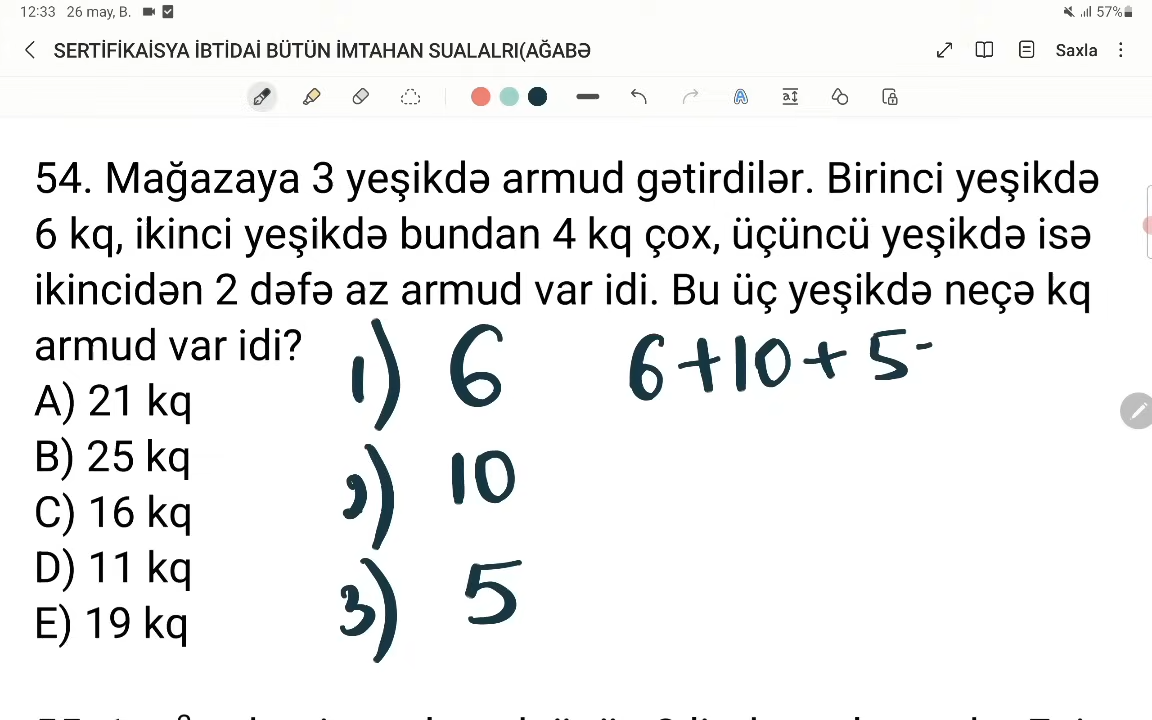 12:33 26 may, B. 57%
SERTİFİKAİSYA İBTİDAİ BÜTÜN İMTAHAN SUALALRI(AĞABƏ
Saxla
54. Mağazaya 3 yeşikdə armud gətirdilər. Birinci yeşikdə
6 kq, ikinci yeşikdə bundan 4 kq çox, üçüncü yeşikdə isə
ikincidən 2 dəfə az armud var idi. Bu üç yeşikdə neçə kq
armud var idi?
A) 21 kq
B) 25 kq
C) 16 kq
D) 11 kq
E) 19 kq
1) 6
2) 10
3) 5
6+10+5-